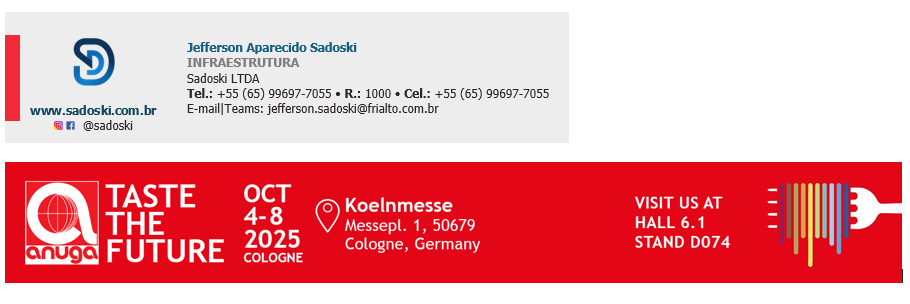 Jefferson Aparecido Sadoski
INFRAESTRUTURA
Sadoski LTDA
Tel.: +55 (65) 99697-7055 • R.: 1000 • Cel.: +55 (65) 99697-7055
E-mail|Teams: jefferson.sadoski@frialto.com.br
www.sadoski.com.br
@sadoski
anuga
TASTE
THE
FUTURE
OCT
4-8
2025
COLOGNE
Koelnmesse
Messepl. 1, 50679
Cologne, Germany
VISIT US AT
HALL 6.1
STAND D074